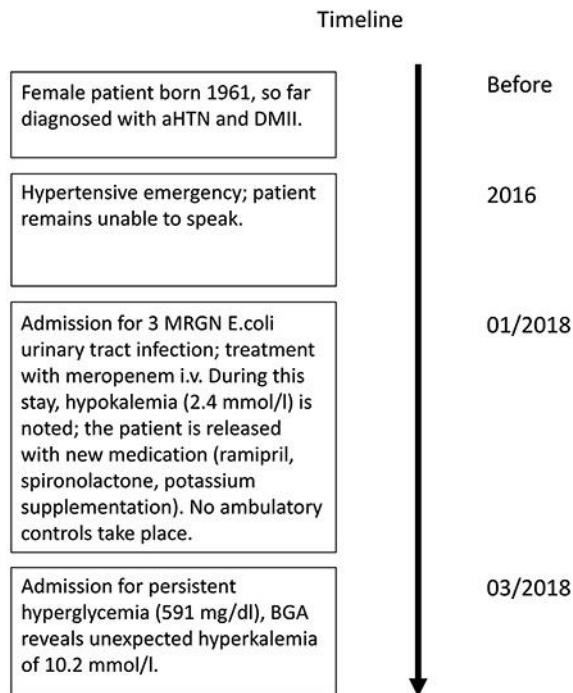 Timeline
Before
Female patient born 1961, so far
diagnosed with aHTN and DMII.
2016
Hypertensive emergency; patient
remains unable to speak.
01/2018
Admission for 3 MRGN E.coli
urinary tract infection; treatment
with meropenem i.v. During this
stay, hypokalemia (2.4 mmol/l) is
noted; the patient is released
with new medication (ramipril,
spironolactone, potassium
supplementation). No ambulatory
controls take place.
03/2018
Admission for persistent
hyperglycemia (591 mg/dl), BGA
reveals unexpected hyperkalemia
of 10.2 mmol/l.